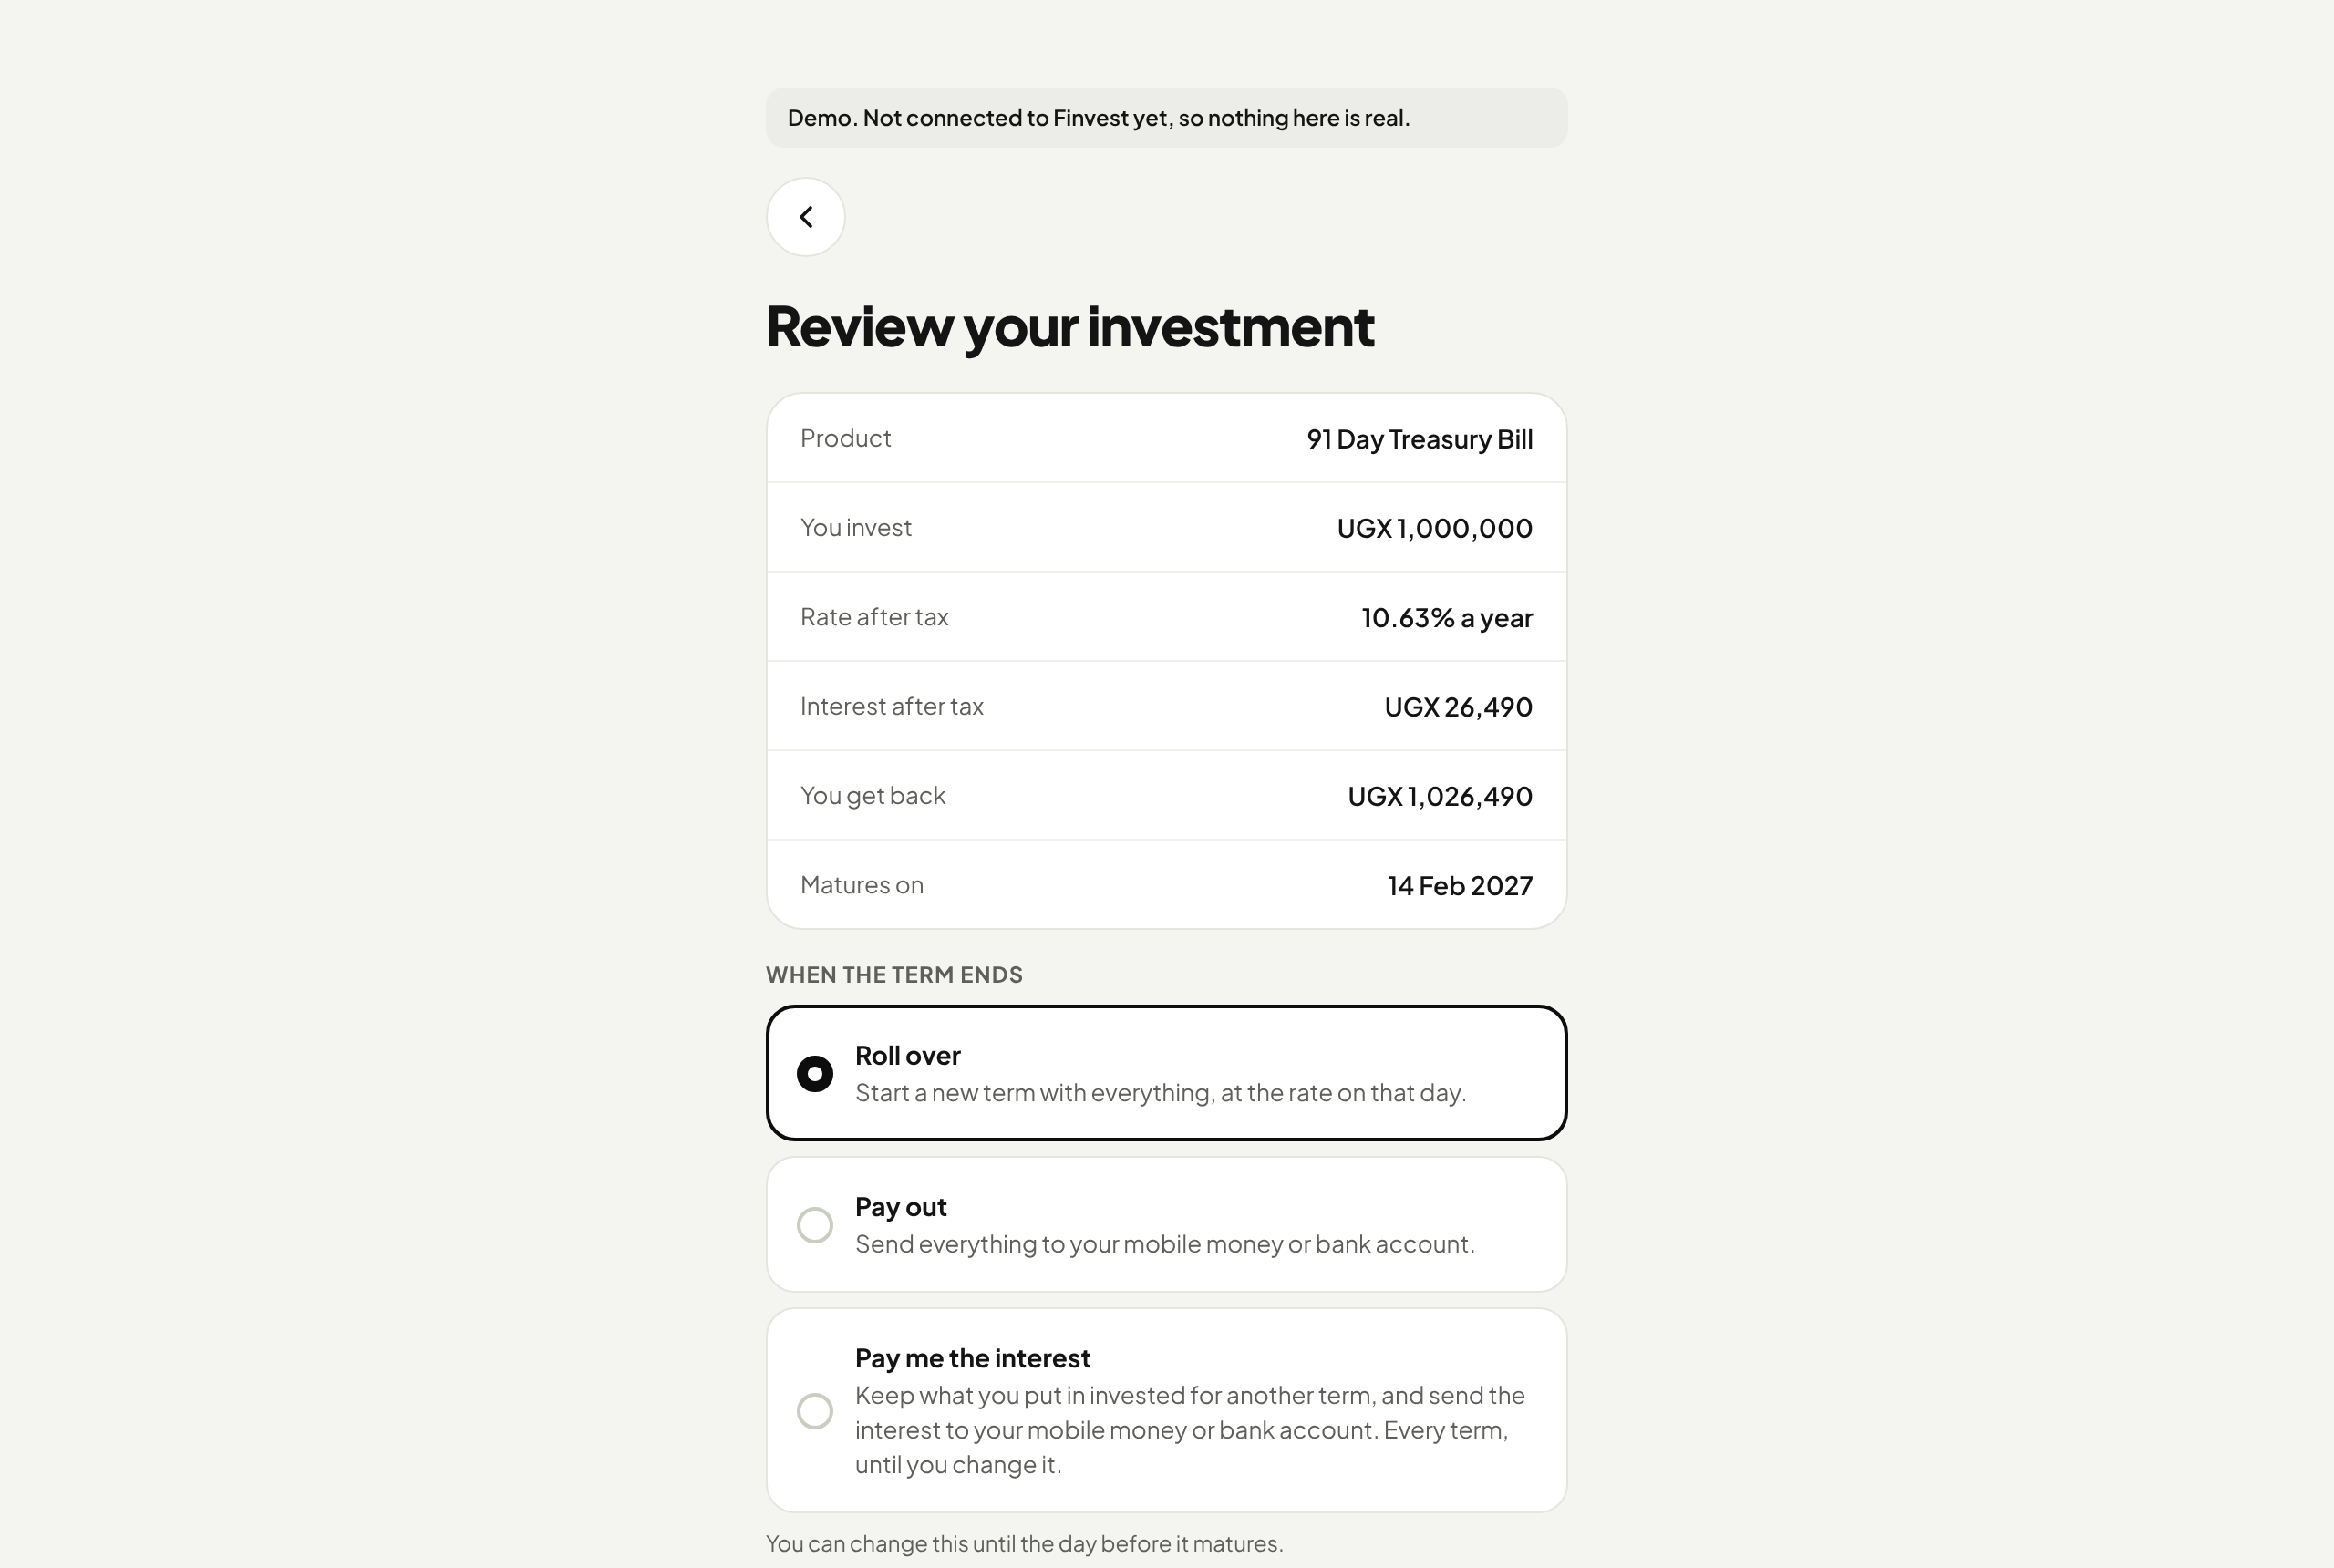 Demo. Not connected to Finvest yet, so nothing here is real.
Review your investment
Product 91 Day Treasury Bill
You invest UGX 1,000,000
Rate after tax 10.63% a year
Interest after tax UGX 26,490
You get back UGX 1,026,490
Matures on 14 Feb 2027
WHEN THE TERM ENDS
Roll over
Start a new term with everything, at the rate on that day.
Pay out
Send everything to your mobile money or bank account.
Pay me the interest
Keep what you put in invested for another term, and send the
interest to your mobile money or bank account. Every term,
until you change it.
You can change this until the day before it matures.